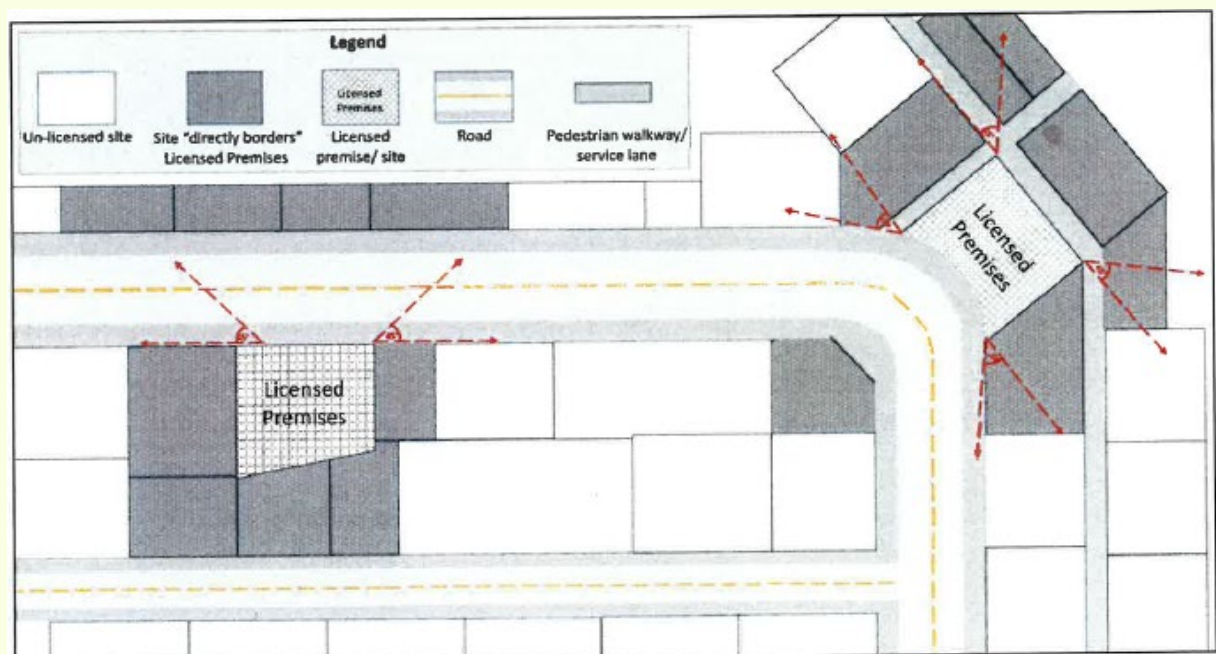 Legend
Licensed
Premises
Un-licensed site
Site "directly borders"
Licensed Premises
Licensed
premise/ site
Road
Pedestrian walkway/
service lane
Licensed
Premises
Licensed
Premises